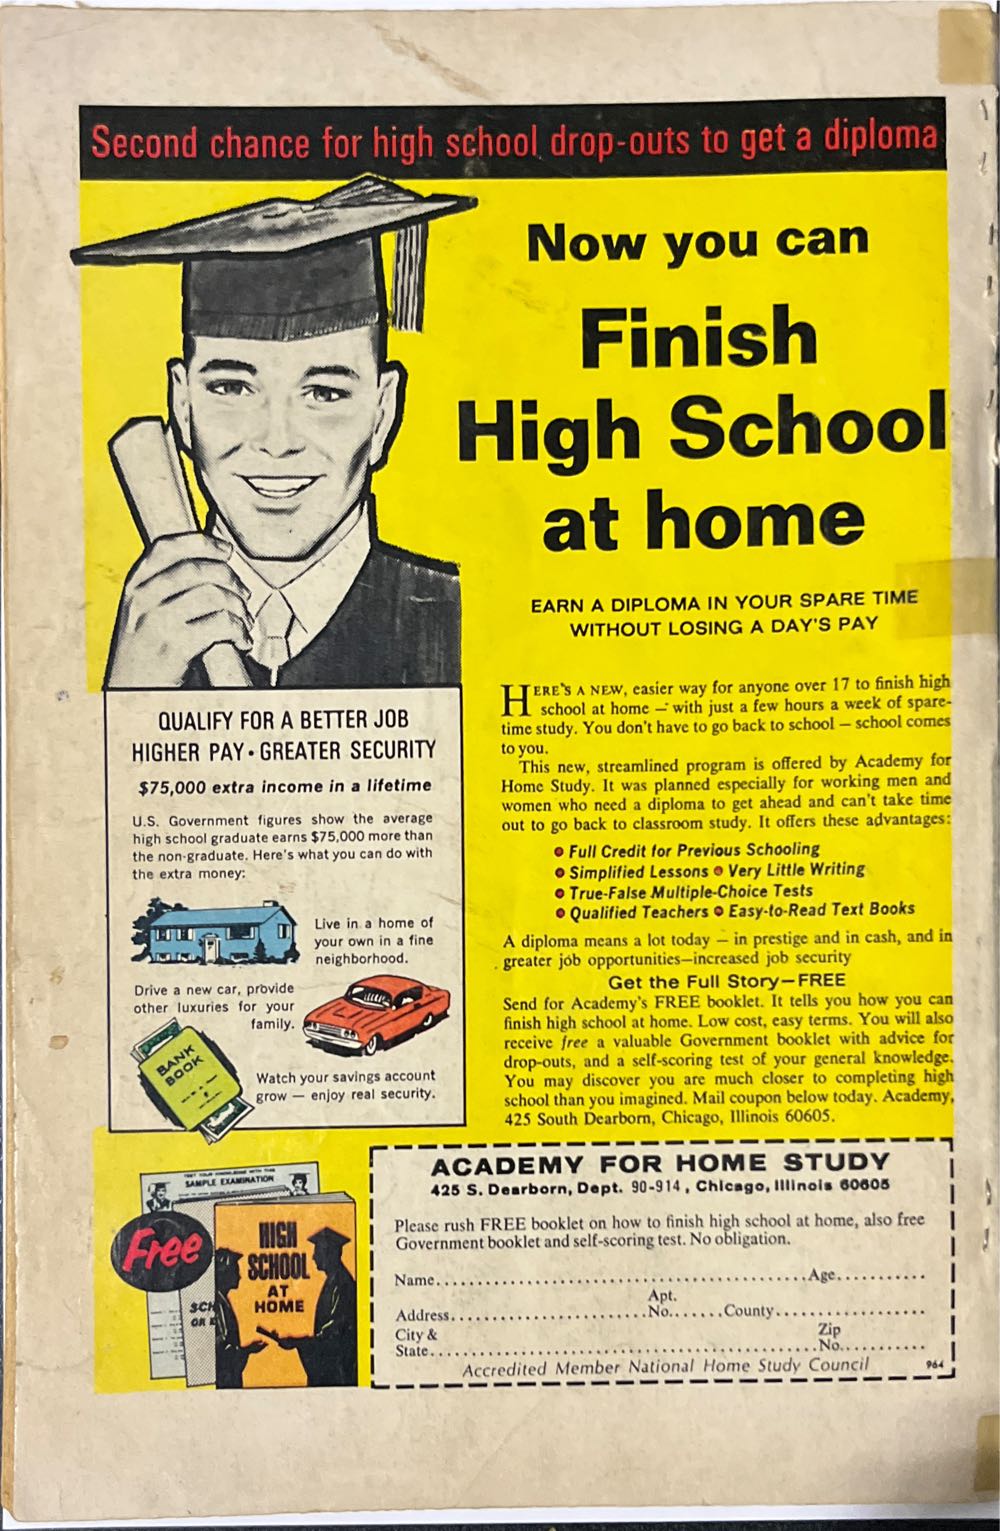 Second chance for high school drop-outs to get a diploma
Now you can
Finish
High School
at home
EARN A DIPLOMA IN YOUR SPARE TIME
WITHOUT LOSING A DAY'S PAY
QUALIFY FOR A BETTER JOB
HIGHER PAY • GREATER SECURITY
$75,000 extra income in a lifetime
U.S. Government figures show the average
high school graduate earns $75,000 more than
the non-graduate. Here's what you can do with
the extra money:
Live in a home of
your own in a fine
neighborhood.
Drive a new car, provide
other luxuries for your
family.
BANK
BOOK
Watch your savings account
grow — enjoy real security.
HERE'S A NEW, easier way for anyone over 17 to finish high
school at home — with just a few hours a week of spare-
time study. You don't have to go back to school — school comes
to you.
This new, streamlined program is offered by Academy for
Home Study. It was planned especially for working men and
women who need a diploma to get ahead and can't take time
out to go back to classroom study. It offers these advantages:
• Full Credit for Previous Schooling
• Simplified Lessons • Very Little Writing
• True-False Multiple-Choice Tests
• Qualified Teachers • Easy-to-Read Text Books
A diploma means a lot today — in prestige and in cash, and in
greater job opportunities—increased job security
Get the Full Story—FREE
Send for Academy's FREE booklet. It tells you how you can
finish high school at home. Low cost, easy terms. You will also
receive free a valuable Government booklet with advice for
drop-outs, and a self-scoring test of your general knowledge.
You may discover you are much closer to completing high
school than you imagined. Mail coupon below today. Academy,
425 South Dearborn, Chicago, Illinois 60605.
TEST YOUR KNOWLEDGE WITH THIS
SAMPLE EXAMINATION
Free
SCH
OR
HIGH
SCHOOL
AT
HOME
ACADEMY FOR HOME STUDY
425 S. Dearborn, Dept. 90-914, Chicago, Illinois 60605
Please rush FREE booklet on how to finish high school at home, also free
Government booklet and self-scoring test. No obligation.
Name..........Age..........
Apt.
Address..........No.......County..........
City & Zip
State..........No..........
Accredited Member National Home Study Council 964